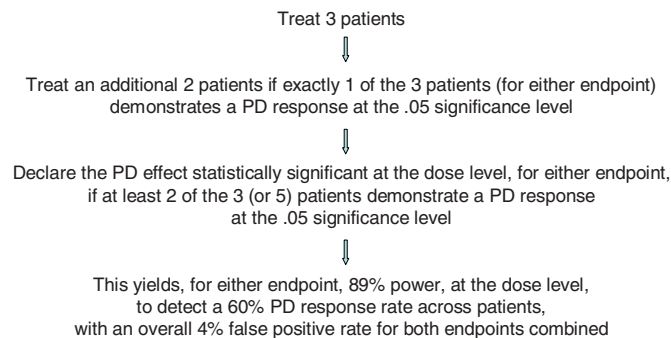 Treat 3 patients
Treat an additional 2 patients if exactly 1 of the 3 patients (for either endpoint)
demonstrates a PD response at the .05 significance level
Declare the PD effect statistically significant at the dose level, for either endpoint,
if at least 2 of the 3 (or 5) patients demonstrate a PD response
at the .05 significance level
This yields, for either endpoint, 89% power, at the dose level,
to detect a 60% PD response rate across patients,
with an overall 4% false positive rate for both endpoints combined